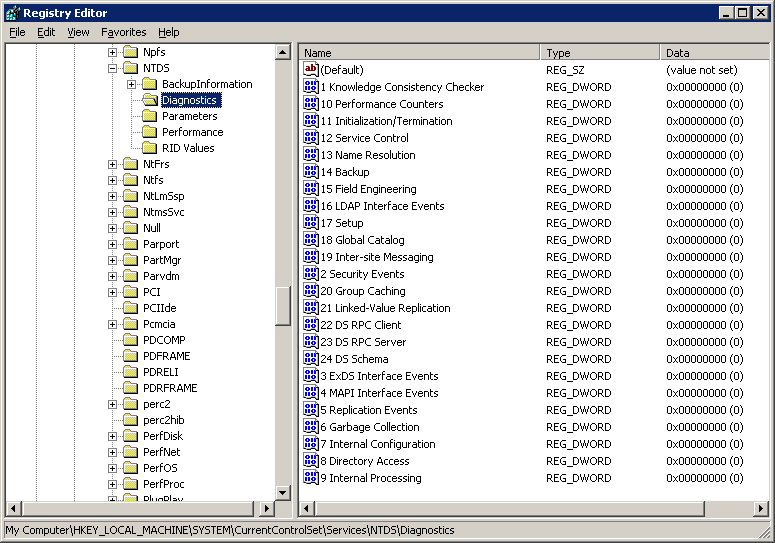 Registry Editor
File Edit View Favorites Help
Npfs
NTDS
BackupInformation
Diagnostics
Parameters
Performance
RID Values
NtFrs
Ntfs
NtLmSsp
NtmsSvc
Null
Parport
PartMgr
Parvdm
PCI
PCIIde
Pcmcia
PDCOMP
PDFRAME
PDRELI
PDRFRAME
perc2
perc2hib
PerfDisk
PerfNet
PerfOS
PerfProc
PlugPlay
Name Type Data
(Default) REG_SZ (value not set)
1 Knowledge Consistency Checker REG_DWORD 0x00000000 (0)
10 Performance Counters REG_DWORD 0x00000000 (0)
11 Initialization/Termination REG_DWORD 0x00000000 (0)
12 Service Control REG_DWORD 0x00000000 (0)
13 Name Resolution REG_DWORD 0x00000000 (0)
14 Backup REG_DWORD 0x00000000 (0)
15 Field Engineering REG_DWORD 0x00000000 (0)
16 LDAP Interface Events REG_DWORD 0x00000000 (0)
17 Setup REG_DWORD 0x00000000 (0)
18 Global Catalog REG_DWORD 0x00000000 (0)
19 Inter-site Messaging REG_DWORD 0x00000000 (0)
2 Security Events REG_DWORD 0x00000000 (0)
20 Group Caching REG_DWORD 0x00000000 (0)
21 Linked-Value Replication REG_DWORD 0x00000000 (0)
22 DS RPC Client REG_DWORD 0x00000000 (0)
23 DS RPC Server REG_DWORD 0x00000000 (0)
24 DS Schema REG_DWORD 0x00000000 (0)
3 ExDS Interface Events REG_DWORD 0x00000000 (0)
4 MAPI Interface Events REG_DWORD 0x00000000 (0)
5 Replication Events REG_DWORD 0x00000000 (0)
6 Garbage Collection REG_DWORD 0x00000000 (0)
7 Internal Configuration REG_DWORD 0x00000000 (0)
8 Directory Access REG_DWORD 0x00000000 (0)
9 Internal Processing REG_DWORD 0x00000000 (0)
My Computer\HKEY_LOCAL_MACHINE\SYSTEM\CurrentControlSet\Services\NTDS\Diagnostics